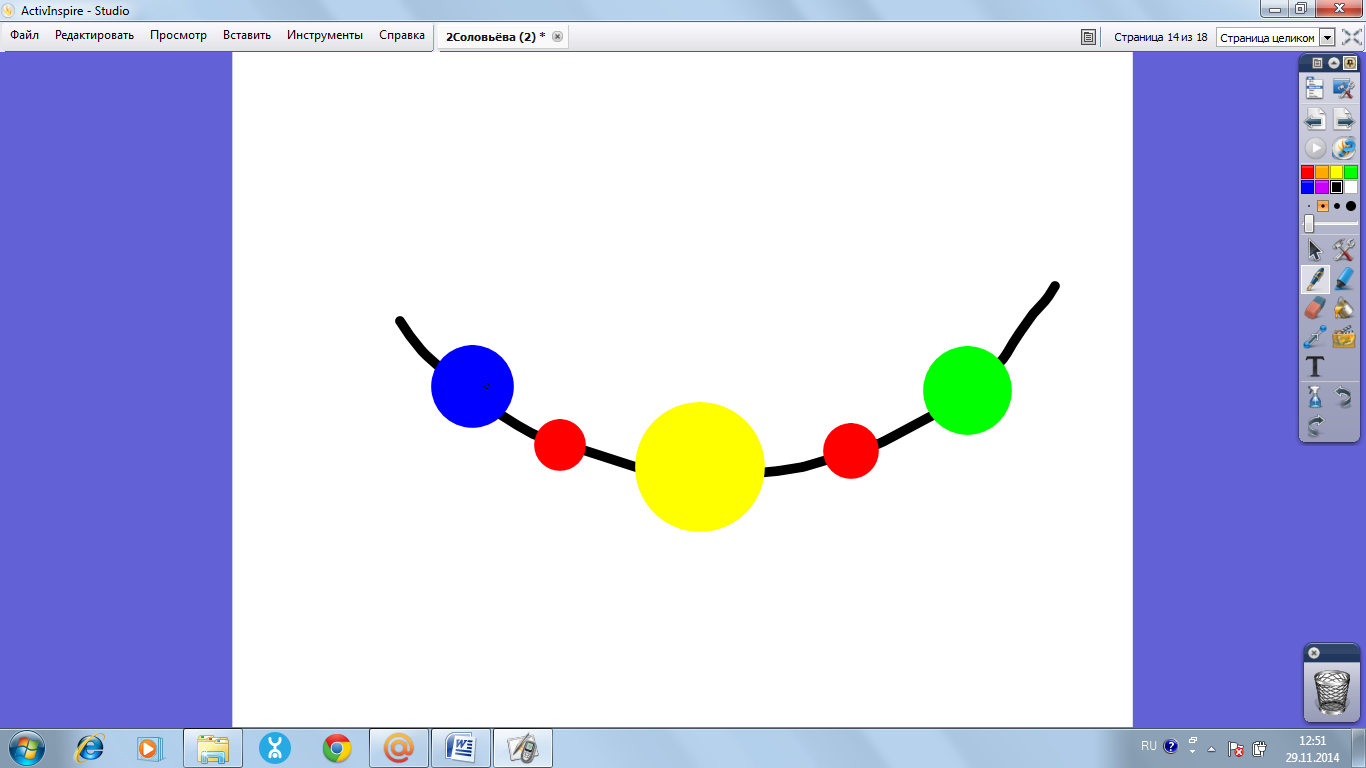 ActivInspire - Studio
Файл Редактировать Просмотр Вставить Инструменты Справка 2Соловьёва (2) * Страница 14 из 18 Страница целиком
T
RU 12:51
29.11.2014